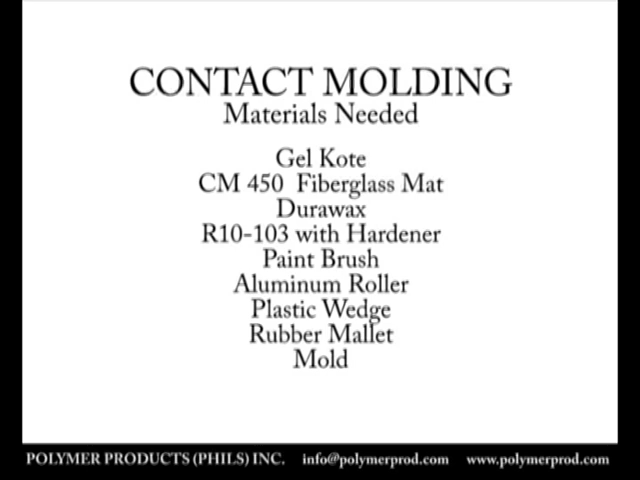 CONTACT MOLDING
Materials Needed
Gel Kote
CM 450 Fiberglass Mat
Durawax
R10-103 with Hardener
Paint Brush
Aluminum Roller
Plastic Wedge
Rubber Mallet
Mold
POLYMER PRODUCTS (PHILS) INC. info@polymerprod.com www.polymerprod.com